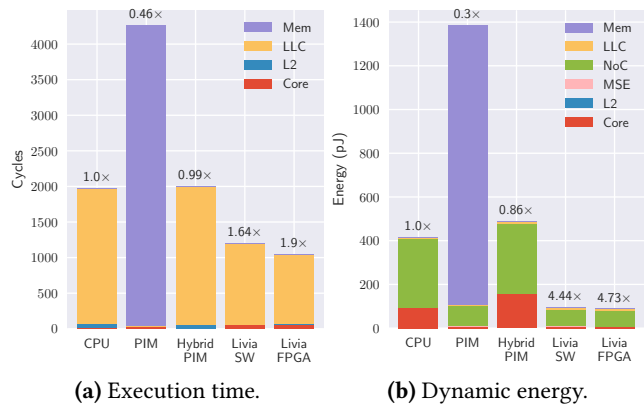 0.46×
4000
3500
3000
2500
2000
1500
1000
500
0
Cycles
Mem
LLC
L2
Core
1.0×
0.99×
1.64×
1.9×
CPU
PIM
Hybrid
PIM
Livia
SW
Livia
FPGA
(a) Execution time.
0.3×
1400
1200
1000
800
600
400
200
0
Energy (pJ)
Mem
LLC
NoC
MSE
L2
Core
1.0×
0.86×
4.44×
4.73×
CPU
PIM
Hybrid
PIM
Livia
SW
Livia
FPGA
(b) Dynamic energy.